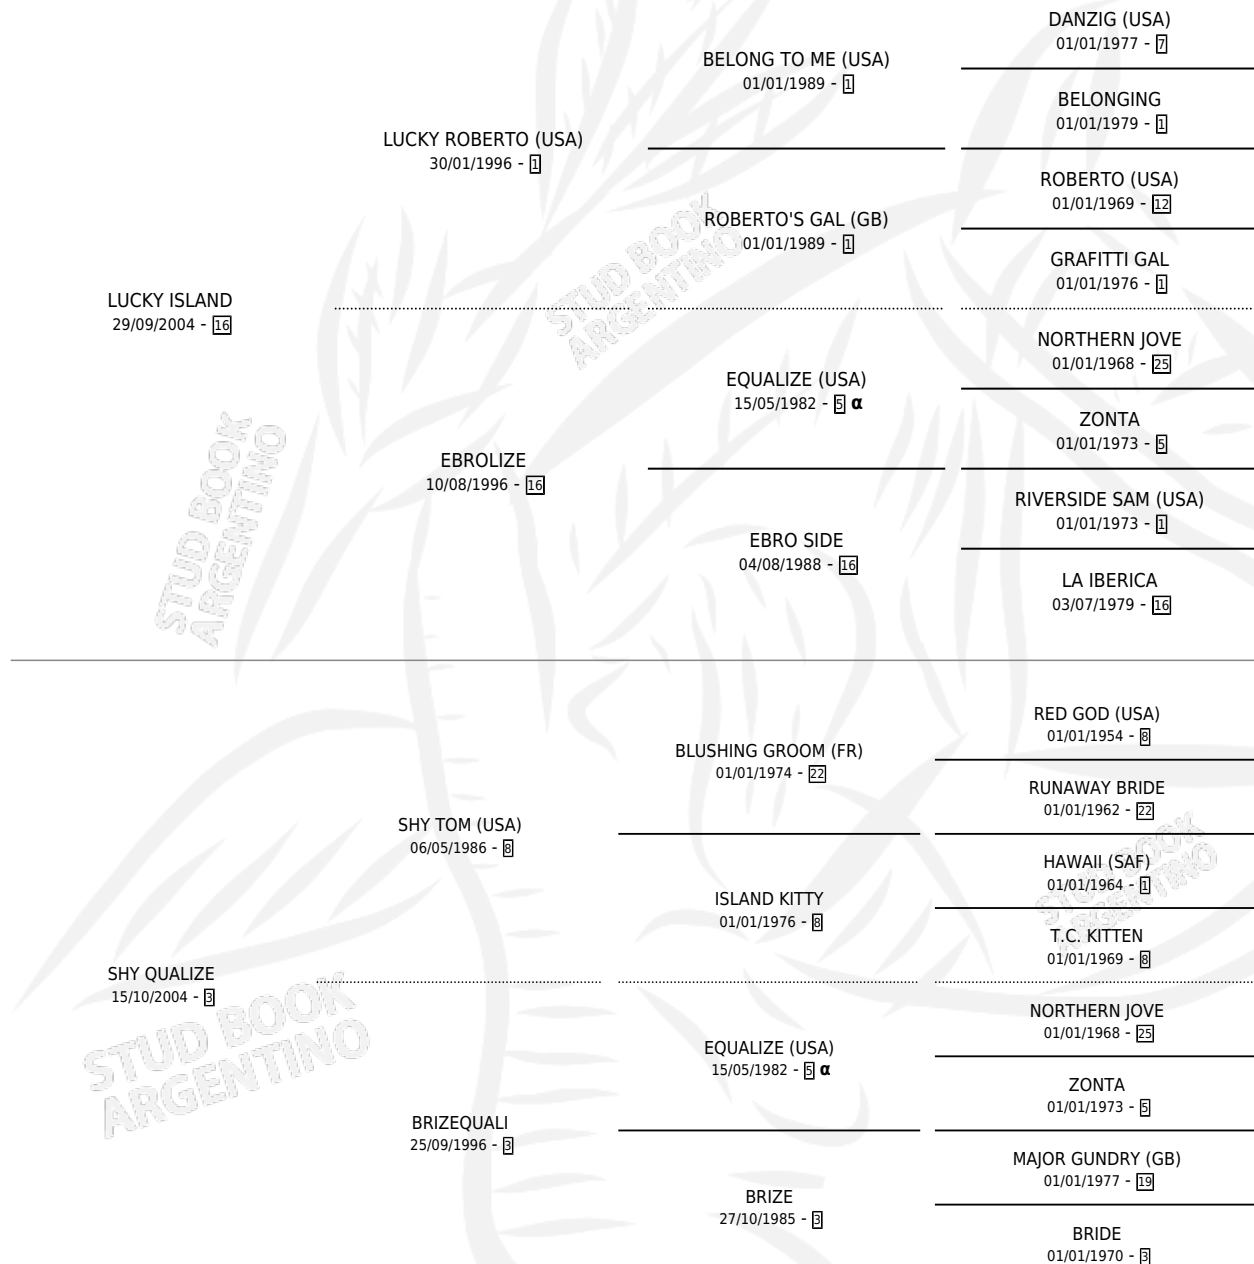 DANZIG (USA)
01/01/1977 - 7
BELONG TO ME (USA)
01/01/1989 - 1
BELONGING
01/01/1979 - 1
LUCKY ROBERTO (USA)
30/01/1996 - 1
ROBERTO (USA)
01/01/1969 - 12
ROBERTO'S GAL (GB)
01/01/1989 - 1
GRAFITTI GAL
01/01/1976 - 1
LUCKY ISLAND
29/09/2004 - 16
STUD BOOK
ARGENTINO
NORTHERN JOVE
01/01/1968 - 25
EQUALIZE (USA)
15/05/1982 - 5 α
ZONTA
01/01/1973 - 5
EBROLIZE
10/08/1996 - 16
RIVERSIDE SAM (USA)
01/01/1973 - 1
EBRO SIDE
04/08/1988 - 16
LA IBERICA
03/07/1979 - 16
STUD BOOK
ARGENTINO
RED GOD (USA)
01/01/1954 - 8
BLUSHING GROOM (FR)
01/01/1974 - 22
RUNAWAY BRIDE
01/01/1962 - 22
SHY TOM (USA)
06/05/1986 - 8
HAWAII (SAF)
01/01/1964 - 1
STUD BOOK
ARGENTINO
ISLAND KITTY
01/01/1976 - 8
T.C. KITTEN
01/01/1969 - 8
SHY QUALIZE
15/10/2004 - 3
STUD BOOK
ARGENTINO
NORTHERN JOVE
01/01/1968 - 25
EQUALIZE (USA)
15/05/1982 - 5 α
ZONTA
01/01/1973 - 5
BRIZEQUALI
25/09/1996 - 3
MAJOR GUNDRY (GB)
01/01/1977 - 19
BRIZE
27/10/1985 - 3
BRIDE
01/01/1970 - 3